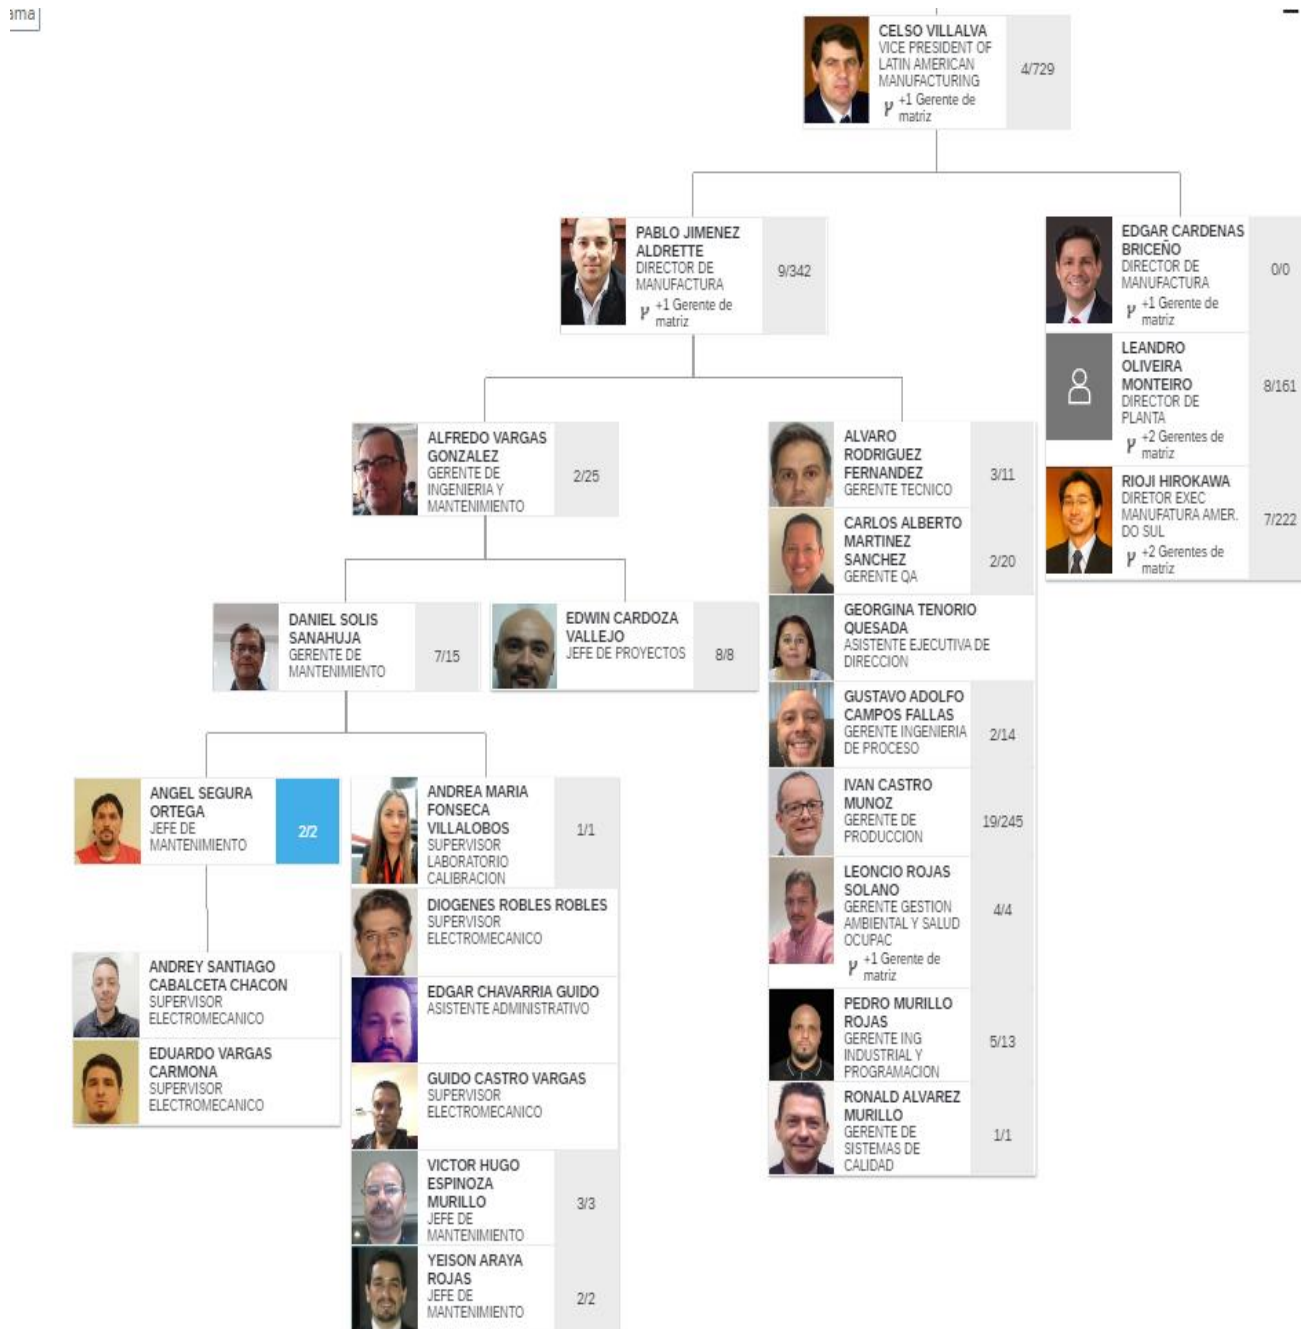 ama
CELSO VILLALVA
VICE PRESIDENT OF
LATIN AMERICAN
MANUFACTURING
+1 Gerente de
matriz
4/729
PABLO JIMENEZ
ALDRETTE
DIRECTOR DE
MANUFACTURA
+1 Gerente de
matriz
9/342
EDGAR CARDENAS
BRICEÑO
DIRECTOR DE
MANUFACTURA
+1 Gerente de
matriz
0/0
LEANDRO
OLIVEIRA
MONTEIRO
DIRECTOR DE
PLANTA
+2 Gerentes de
matriz
8/161
RIOJI HIROKAWA
DIRETOR EXEC
MANUFATURA AMER.
DO SUL
+2 Gerentes de
matriz
7/222
ALFREDO VARGAS
GONZALEZ
GERENTE DE
INGENIERIA Y
MANTENIMIENTO
2/25
ALVARO
RODRIGUEZ
FERNANDEZ
GERENTE TECNICO
3/11
CARLOS ALBERTO
MARTINEZ
SANCHEZ
GERENTE QA
2/20
GEORGINA TENORIO
QUESADA
ASISTENTE EJECUTIVA DE
DIRECCION
GUSTAVO ADOLFO
CAMPOS FALLAS
GERENTE INGENIERIA
DE PROCESO
2/14
IVAN CASTRO
MUNOZ
GERENTE DE
PRODUCCION
19/245
LEONCIO ROJAS
SOLANO
GERENTE GESTION
AMBIENTAL Y SALUD
OCUPAC
+1 Gerente de
matriz
4/4
PEDRO MURILLO
ROJAS
GERENTE ING
INDUSTRIAL Y
PROGRAMACION
5/13
RONALD ALVAREZ
MURILLO
GERENTE DE
SISTEMAS DE
CALIDAD
1/1
DANIEL SOLIS
SANAHUJA
GERENTE DE
MANTENIMIENTO
7/15
EDWIN CARDOZA
VALLEJO
JEFE DE PROYECTOS
8/8
ANGEL SEGURA
ORTEGA
JEFE DE
MANTENIMIENTO
2/2
ANDREA MARIA
FONSECA
VILLALOBOS
SUPERVISOR
LABORATORIO
CALIBRACION
1/1
DIOGENES ROBLES ROBLES
SUPERVISOR
ELECTROMECANICO
EDGAR CHAVARRIA GUIDO
ASISTENTE ADMINISTRATIVO
GUIDO CASTRO VARGAS
SUPERVISOR
ELECTROMECANICO
VICTOR HUGO
ESPINOZA
MURILLO
JEFE DE
MANTENIMIENTO
3/3
YEISON ARAYA
ROJAS
JEFE DE
MANTENIMIENTO
2/2
ANDREY SANTIAGO
CABALCETA CHACON
SUPERVISOR
ELECTROMECANICO
EDUARDO VARGAS
CARMONA
SUPERVISOR
ELECTROMECANICO